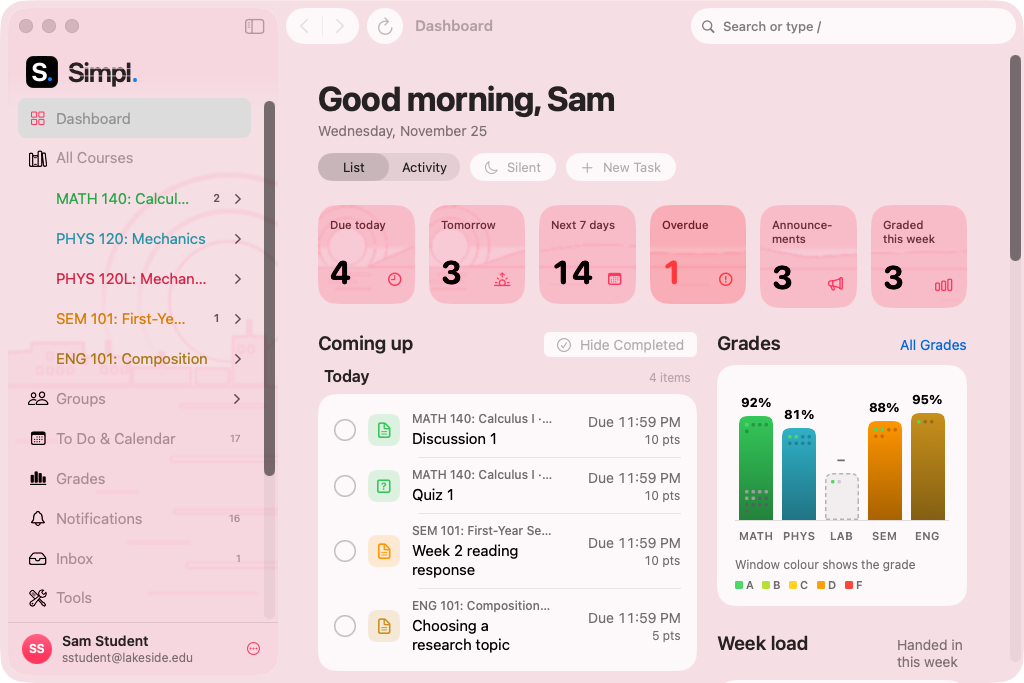 Dashboard
Search or type /
S.
Simpl.
Dashboard
All Courses
MATH 140: Calcul... 2
PHYS 120: Mechanics
PHYS 120L: Mechan...
SEM 101: First-Ye... 1
ENG 101: Composition
Groups
To Do & Calendar 17
Grades
Notifications 16
Inbox 1
Tools
SS
Sam Student
sstudent@lakeside.edu
Good morning, Sam
Wednesday, November 25
List Activity Silent + New Task
Due today
4
Tomorrow
3
Next 7 days
14
Overdue
1
Announce-
ments
3
Graded
this week
3
Coming up
Hide Completed
Today
4 items
MATH 140: Calculus I ·...
Discussion 1
Due 11:59 PM
10 pts
MATH 140: Calculus I ·...
Quiz 1
Due 11:59 PM
10 pts
SEM 101: First-Year Se...
Week 2 reading
response
Due 11:59 PM
10 pts
ENG 101: Composition...
Choosing a
research topic
Due 11:59 PM
5 pts
Grades
All Grades
92% 81% – 88% 95%
MATH PHYS LAB SEM ENG
Window colour shows the grade
A B C D F
Week load
Handed in
this week